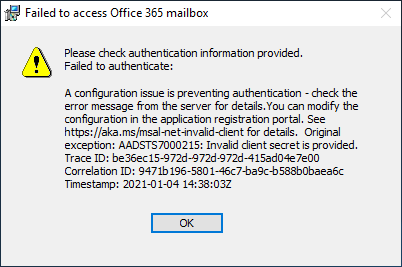 Failed to access Office 365 mailbox
Please check authentication information provided.
Failed to authenticate:
A configuration issue is preventing authentication - check the
error message from the server for details.You can modify the
configuration in the application registration portal. See
https://aka.ms/msal-net-invalid-client for details.  Original
exception: AADSTS7000215: Invalid client secret is provided.
Trace ID: be36ec15-972d-972d-972d-415ad04e7e00
Correlation ID: 9471b196-5801-46c7-ba9c-b588b0baea6c
Timestamp: 2021-01-04 14:38:03Z
OK